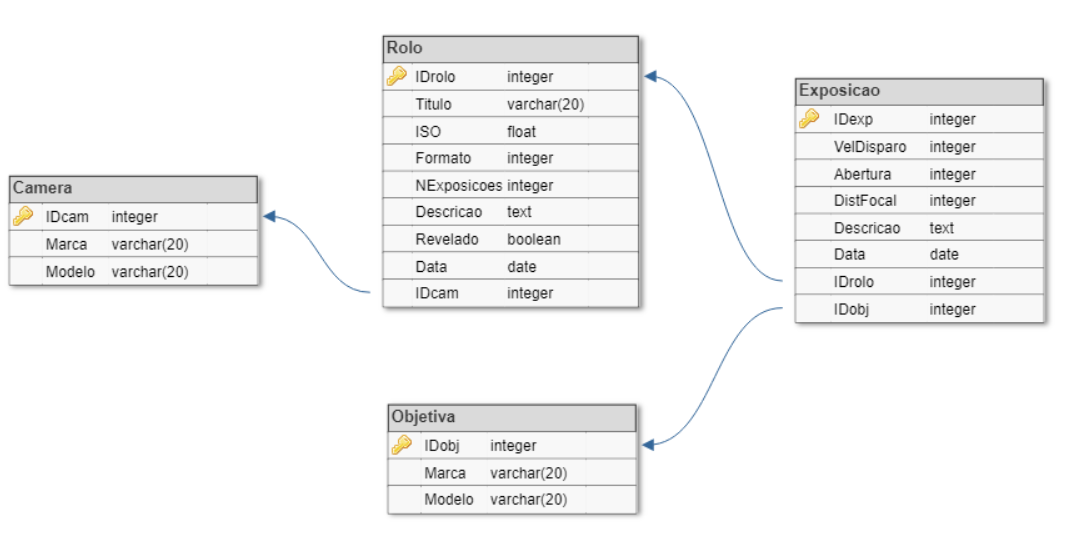 Camera
IDcam integer
Marca varchar(20)
Modelo varchar(20)
Rolo
IDrolo integer
Titulo varchar(20)
ISO float
Formato integer
NExposicoes integer
Descricao text
Revelado boolean
Data date
IDcam integer
Objetiva
IDobj integer
Marca varchar(20)
Modelo varchar(20)
Exposicao
IDexp integer
VelDisparo integer
Abertura integer
DistFocal integer
Descricao text
Data date
IDrolo integer
IDobj integer